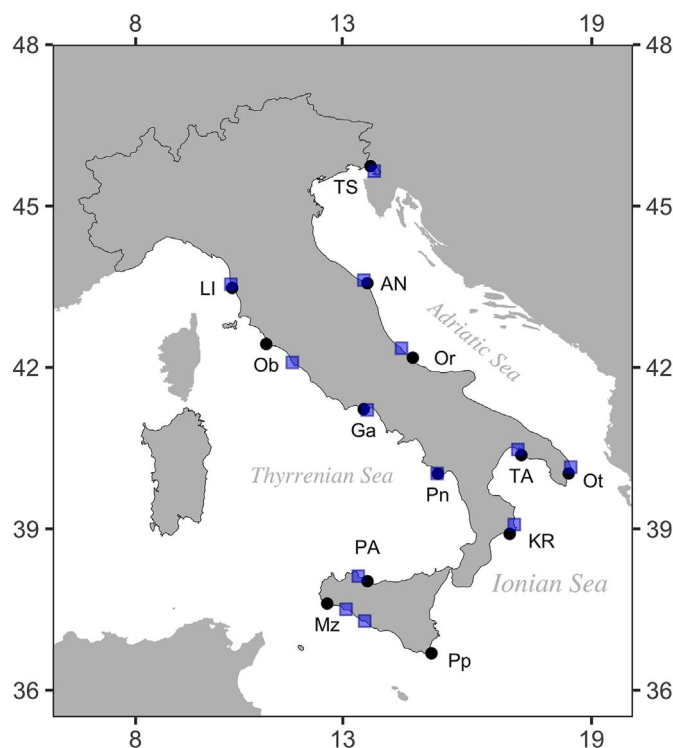 8 13 19
48 48
TS
45 45
LI AN
Adriatic Sea
Ob Or
42 42
Ga
Thyrrenian Sea
Pn TA Ot
39 39
PA KR
Ionian Sea
Mz
Pp
36 36
8 13 19